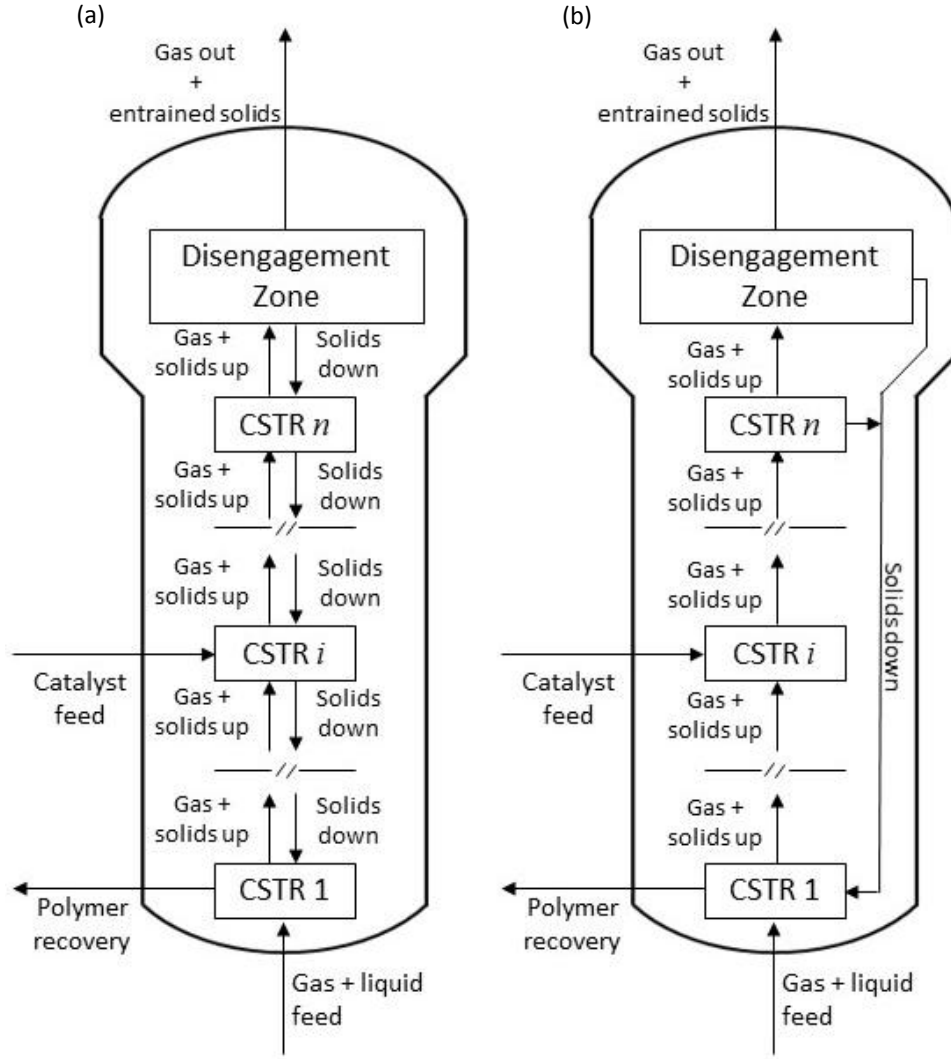 (a)
Gas out
+
entrained solids
Disengagement
Zone
Gas +
solids up
Solids
down
CSTR n
Gas +
solids up
Solids
down
//
Gas +
solids up
Solids
down
CSTR i
Catalyst
feed
Gas +
solids up
Solids
down
//
Gas +
solids up
Solids
down
CSTR 1
Polymer
recovery
Gas + liquid
feed
(b)
Gas out
+
entrained solids
Disengagement
Zone
Gas +
solids up
CSTR n
Gas +
solids up
//
Gas +
solids up
Solids down
CSTR i
Catalyst
feed
Gas +
solids up
//
Gas +
solids up
CSTR 1
Polymer
recovery
Gas + liquid
feed